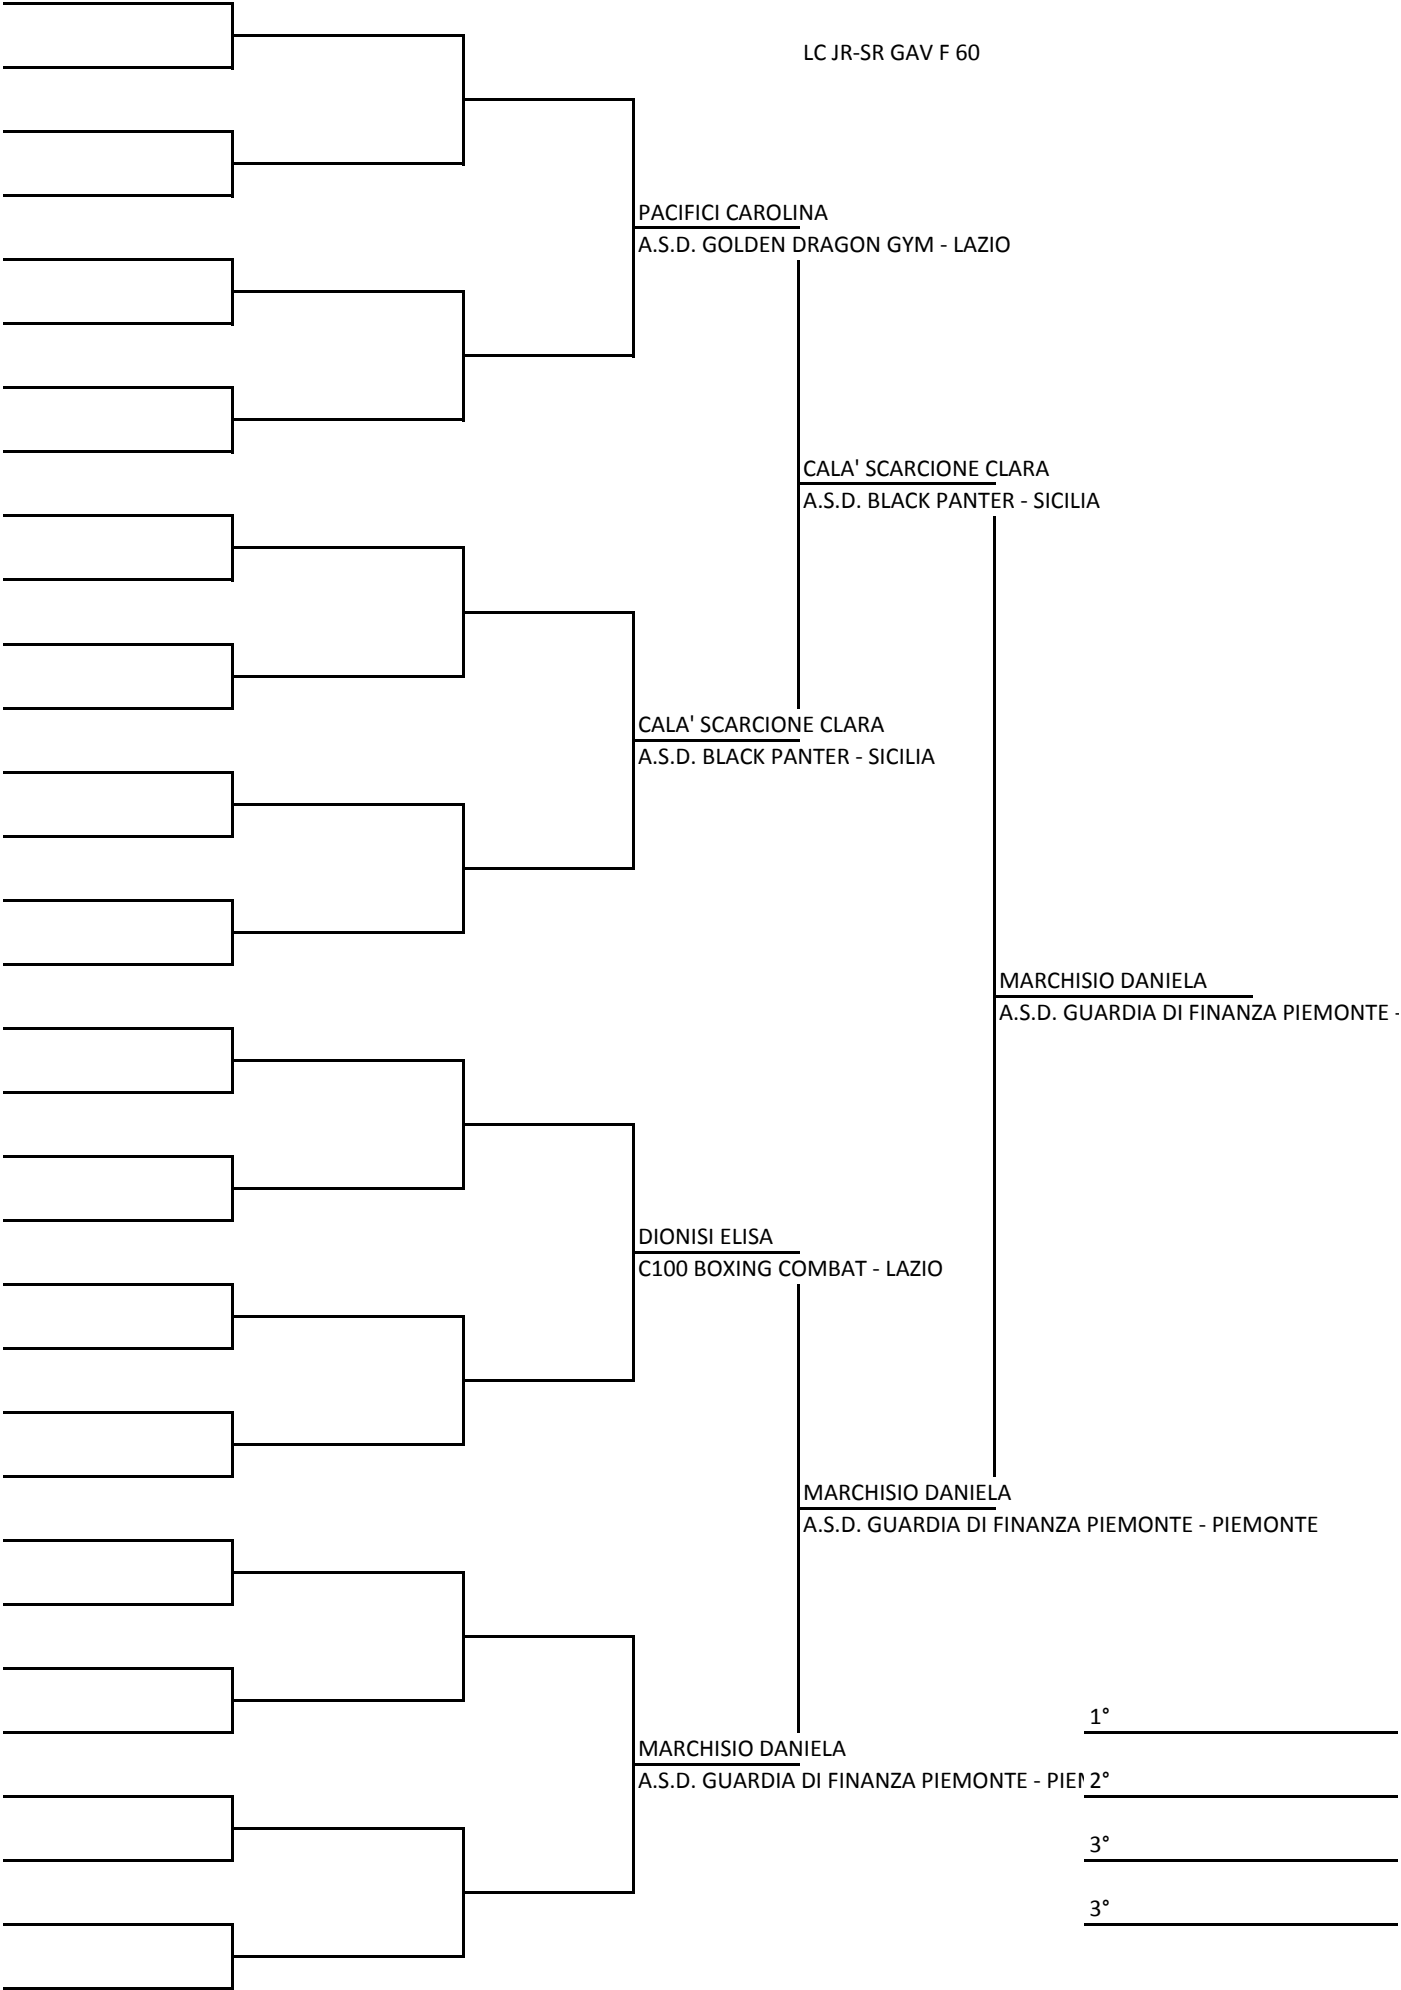 LC JR-SR GAV F 60
PACIFICI CAROLINA
A.S.D. GOLDEN DRAGON GYM - LAZIO
CALA' SCARCIONE CLARA
A.S.D. BLACK PANTER - SICILIA
CALA' SCARCIONE CLARA
A.S.D. BLACK PANTER - SICILIA
MARCHISIO DANIELA
A.S.D. GUARDIA DI FINANZA PIEMONTE -
DIONISI ELISA
C100 BOXING COMBAT - LAZIO
MARCHISIO DANIELA
A.S.D. GUARDIA DI FINANZA PIEMONTE - PIEMONTE
1°
MARCHISIO DANIELA
A.S.D. GUARDIA DI FINANZA PIEMONTE -
2°
3°
3°